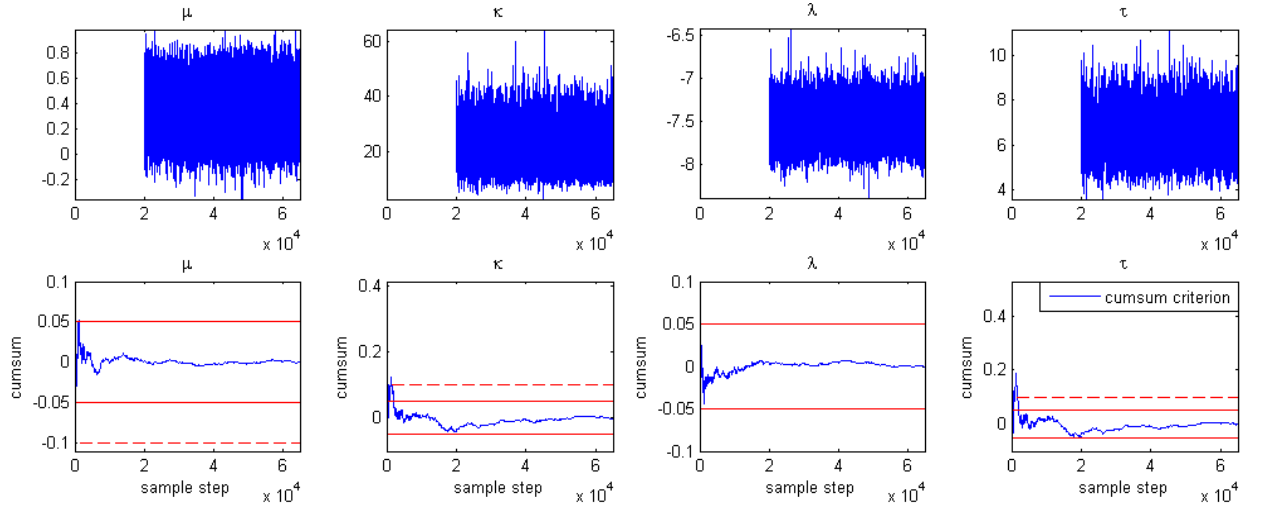 μ κ λ τ
0.8 60 -6.5 10
0.6 -7 8
0.4 40 -7.5 6
0.2 20 -8 4
0
-0.2
0 2 4 6 0 2 4 6 0 2 4 6 0 2 4 6
x 10^4 x 10^4 x 10^4 x 10^4
μ κ λ τ
0.1 0.4 0.1 cumsum criterion
0.05 0.2 0.05 0.4
0 0 0 0.2
-0.05 -0.05 0
-0.1 -0.1
cumsum cumsum cumsum cumsum
0 2 4 6 0 2 4 6 0 2 4 6 0 2 4 6
sample step sample step sample step sample step
x 10^4 x 10^4 x 10^4 x 10^4